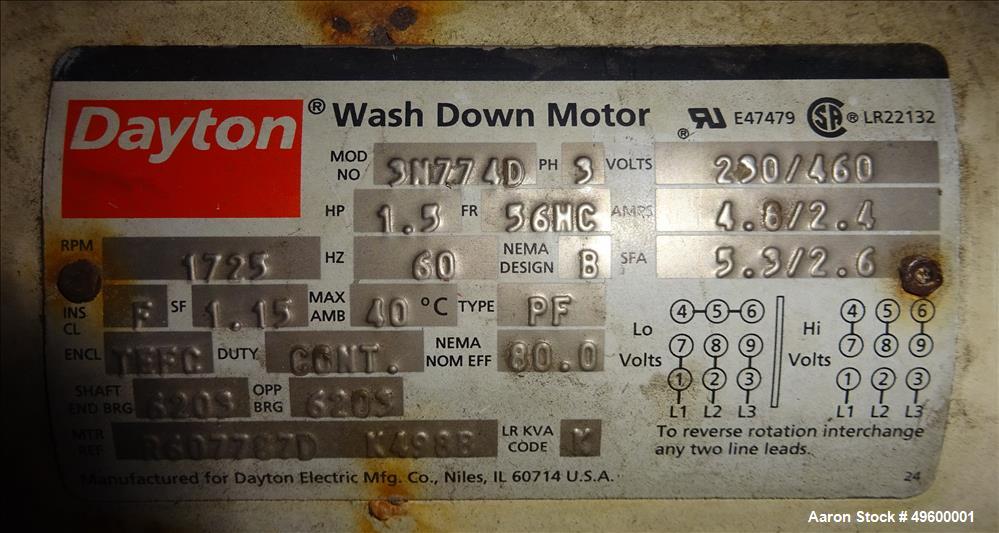 Dayton® Wash Down Motor ® E47479 SA ® LR22132
MOD NO 3N774D PH 3 VOLTS 230/460
HP 1.5 FR 56HC AMPS 4.8/2.4
RPM 1725 HZ 60 NEMA DESIGN B SFA 5.3/2.6
INS CL F SF 1.15 MAX AMB 40 °C TYPE PF
ENCL TEFC DUTY CONT. NEMA NOM EFF 80.0
SHAFT END BRG 6203 OPP BRG 6203
MTR REF R607787D K498B LR KVA CODE K
Lo Volts
4-5-6
7 8 9
1 2 3
L1 L2 L3
Hi Volts
4 5 6
7 8 9
1 2 3
L1 L2 L3
To reverse rotation interchange
any two line leads.
Manufactured for Dayton Electric Mfg. Co., Niles, IL 60714 U.S.A.
24
Aaron Stock # 49600001